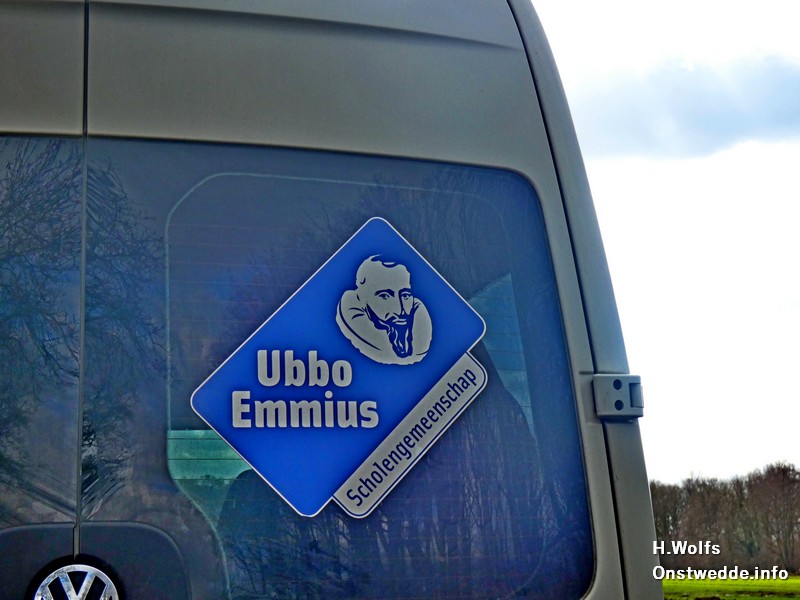 Ubbo
Emmius
Scholengemeenschap
H.Wolfs
Onstwedde.info